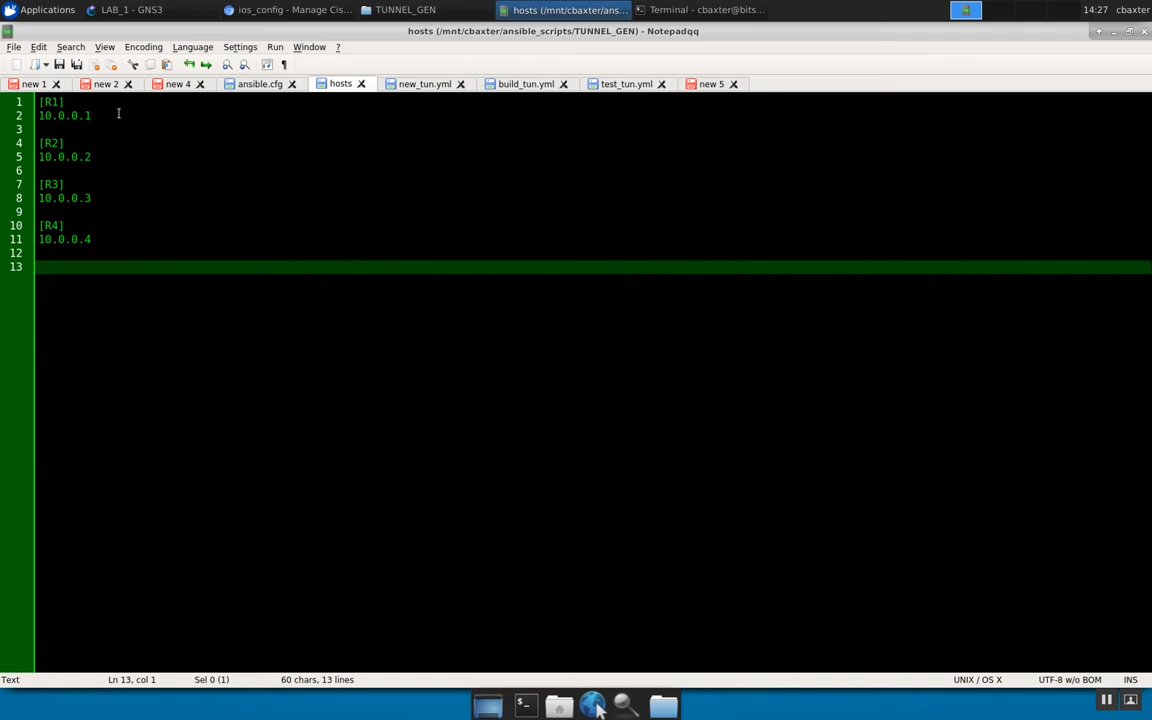 Applications LAB_1 - GNS3 ios_config - Manage Cis... TUNNEL_GEN hosts (/mnt/cbaxter/ans... Terminal - cbaxter@bits... 14:27 cbaxter
hosts (/mnt/cbaxter/ansible_scripts/TUNNEL_GEN) - Notepadqq
File Edit Search View Encoding Language Settings Run Window ?
new 1 new 2 new 4 ansible.cfg hosts new_tun.yml build_tun.yml test_tun.yml new 5
1 [R1]
2 10.0.0.1
3
4 [R2]
5 10.0.0.2
6
7 [R3]
8 10.0.0.3
9
10 [R4]
11 10.0.0.4
12
13
Text Ln 13, col 1 Sel 0 (1) 60 chars, 13 lines UNIX / OS X UTF-8 w/o BOM INS